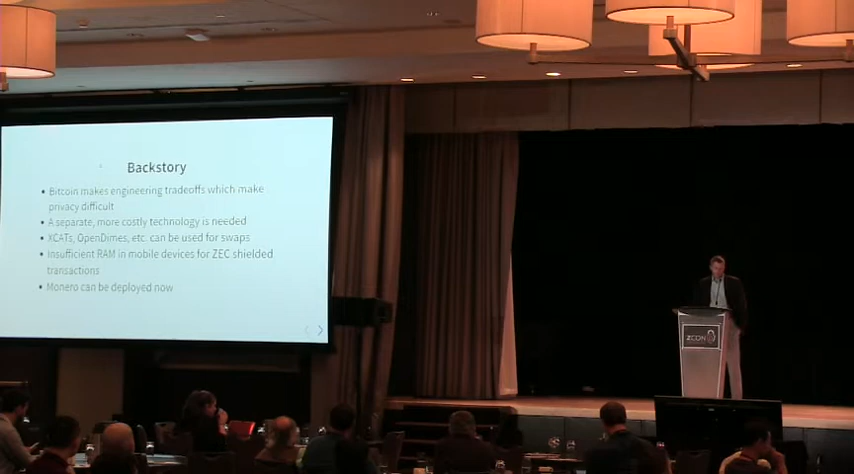 Backstory
• Bitcoin makes engineering tradeoffs which make
privacy difficult
• A separate, more costly technology is needed
• XCATs, OpenDimes, etc. can be used for swaps
• Insufficient RAM in mobile devices for ZEC shielded
transactions
• Monero can be deployed now
ZCON